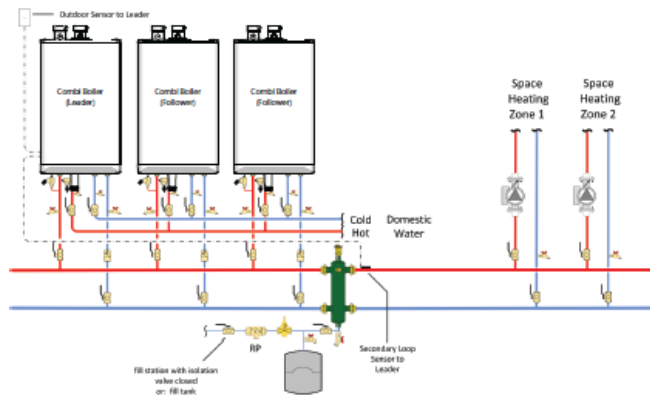 Outdoor Sensor to Leader
Combi Boiler
(Leader)
Combi Boiler
(Follower)
Combi Boiler
(Follower)
Space
Heating
Zone 1
Space
Heating
Zone 2
Cold
Hot
Domestic
Water
RP
fill station with isolation
valve closed
or: fill tank
Secondary Loop
Sensor to
Leader